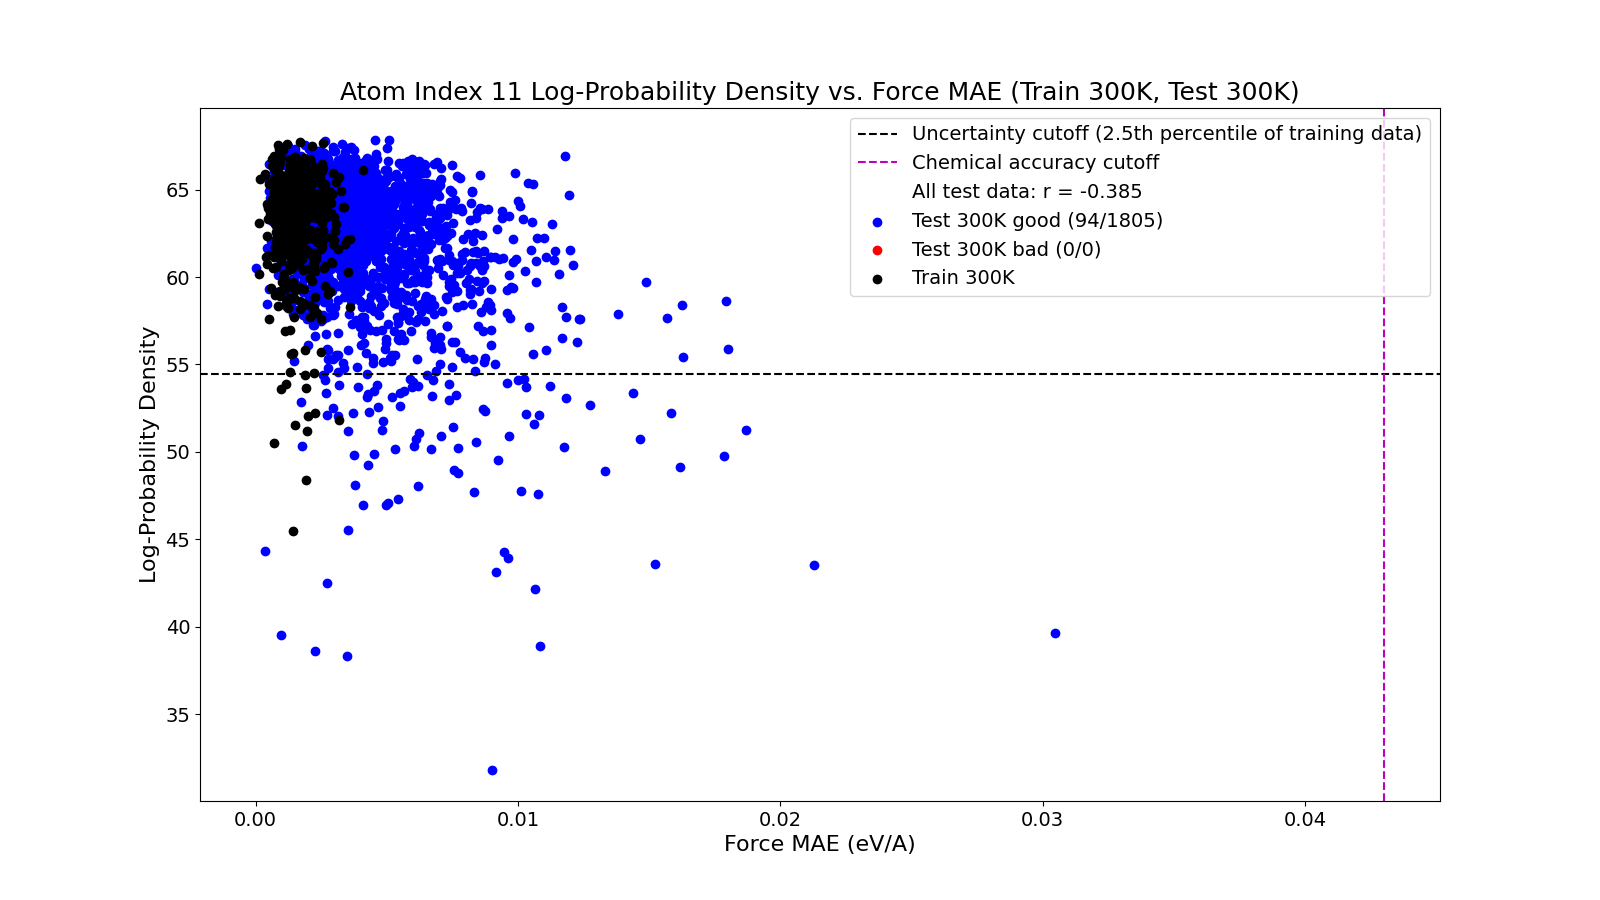 Atom Index 11 Log-Probability Density vs. Force MAE (Train 300K, Test 300K)
Uncertainty cutoff (2.5th percentile of training data)
Chemical accuracy cutoff
All test data: r = -0.385
Test 300K good (94/1805)
Test 300K bad (0/0)
Train 300K
Log-Probability Density
65
60
55
50
45
40
35
0.00 0.01 0.02 0.03 0.04
Force MAE (eV/A)